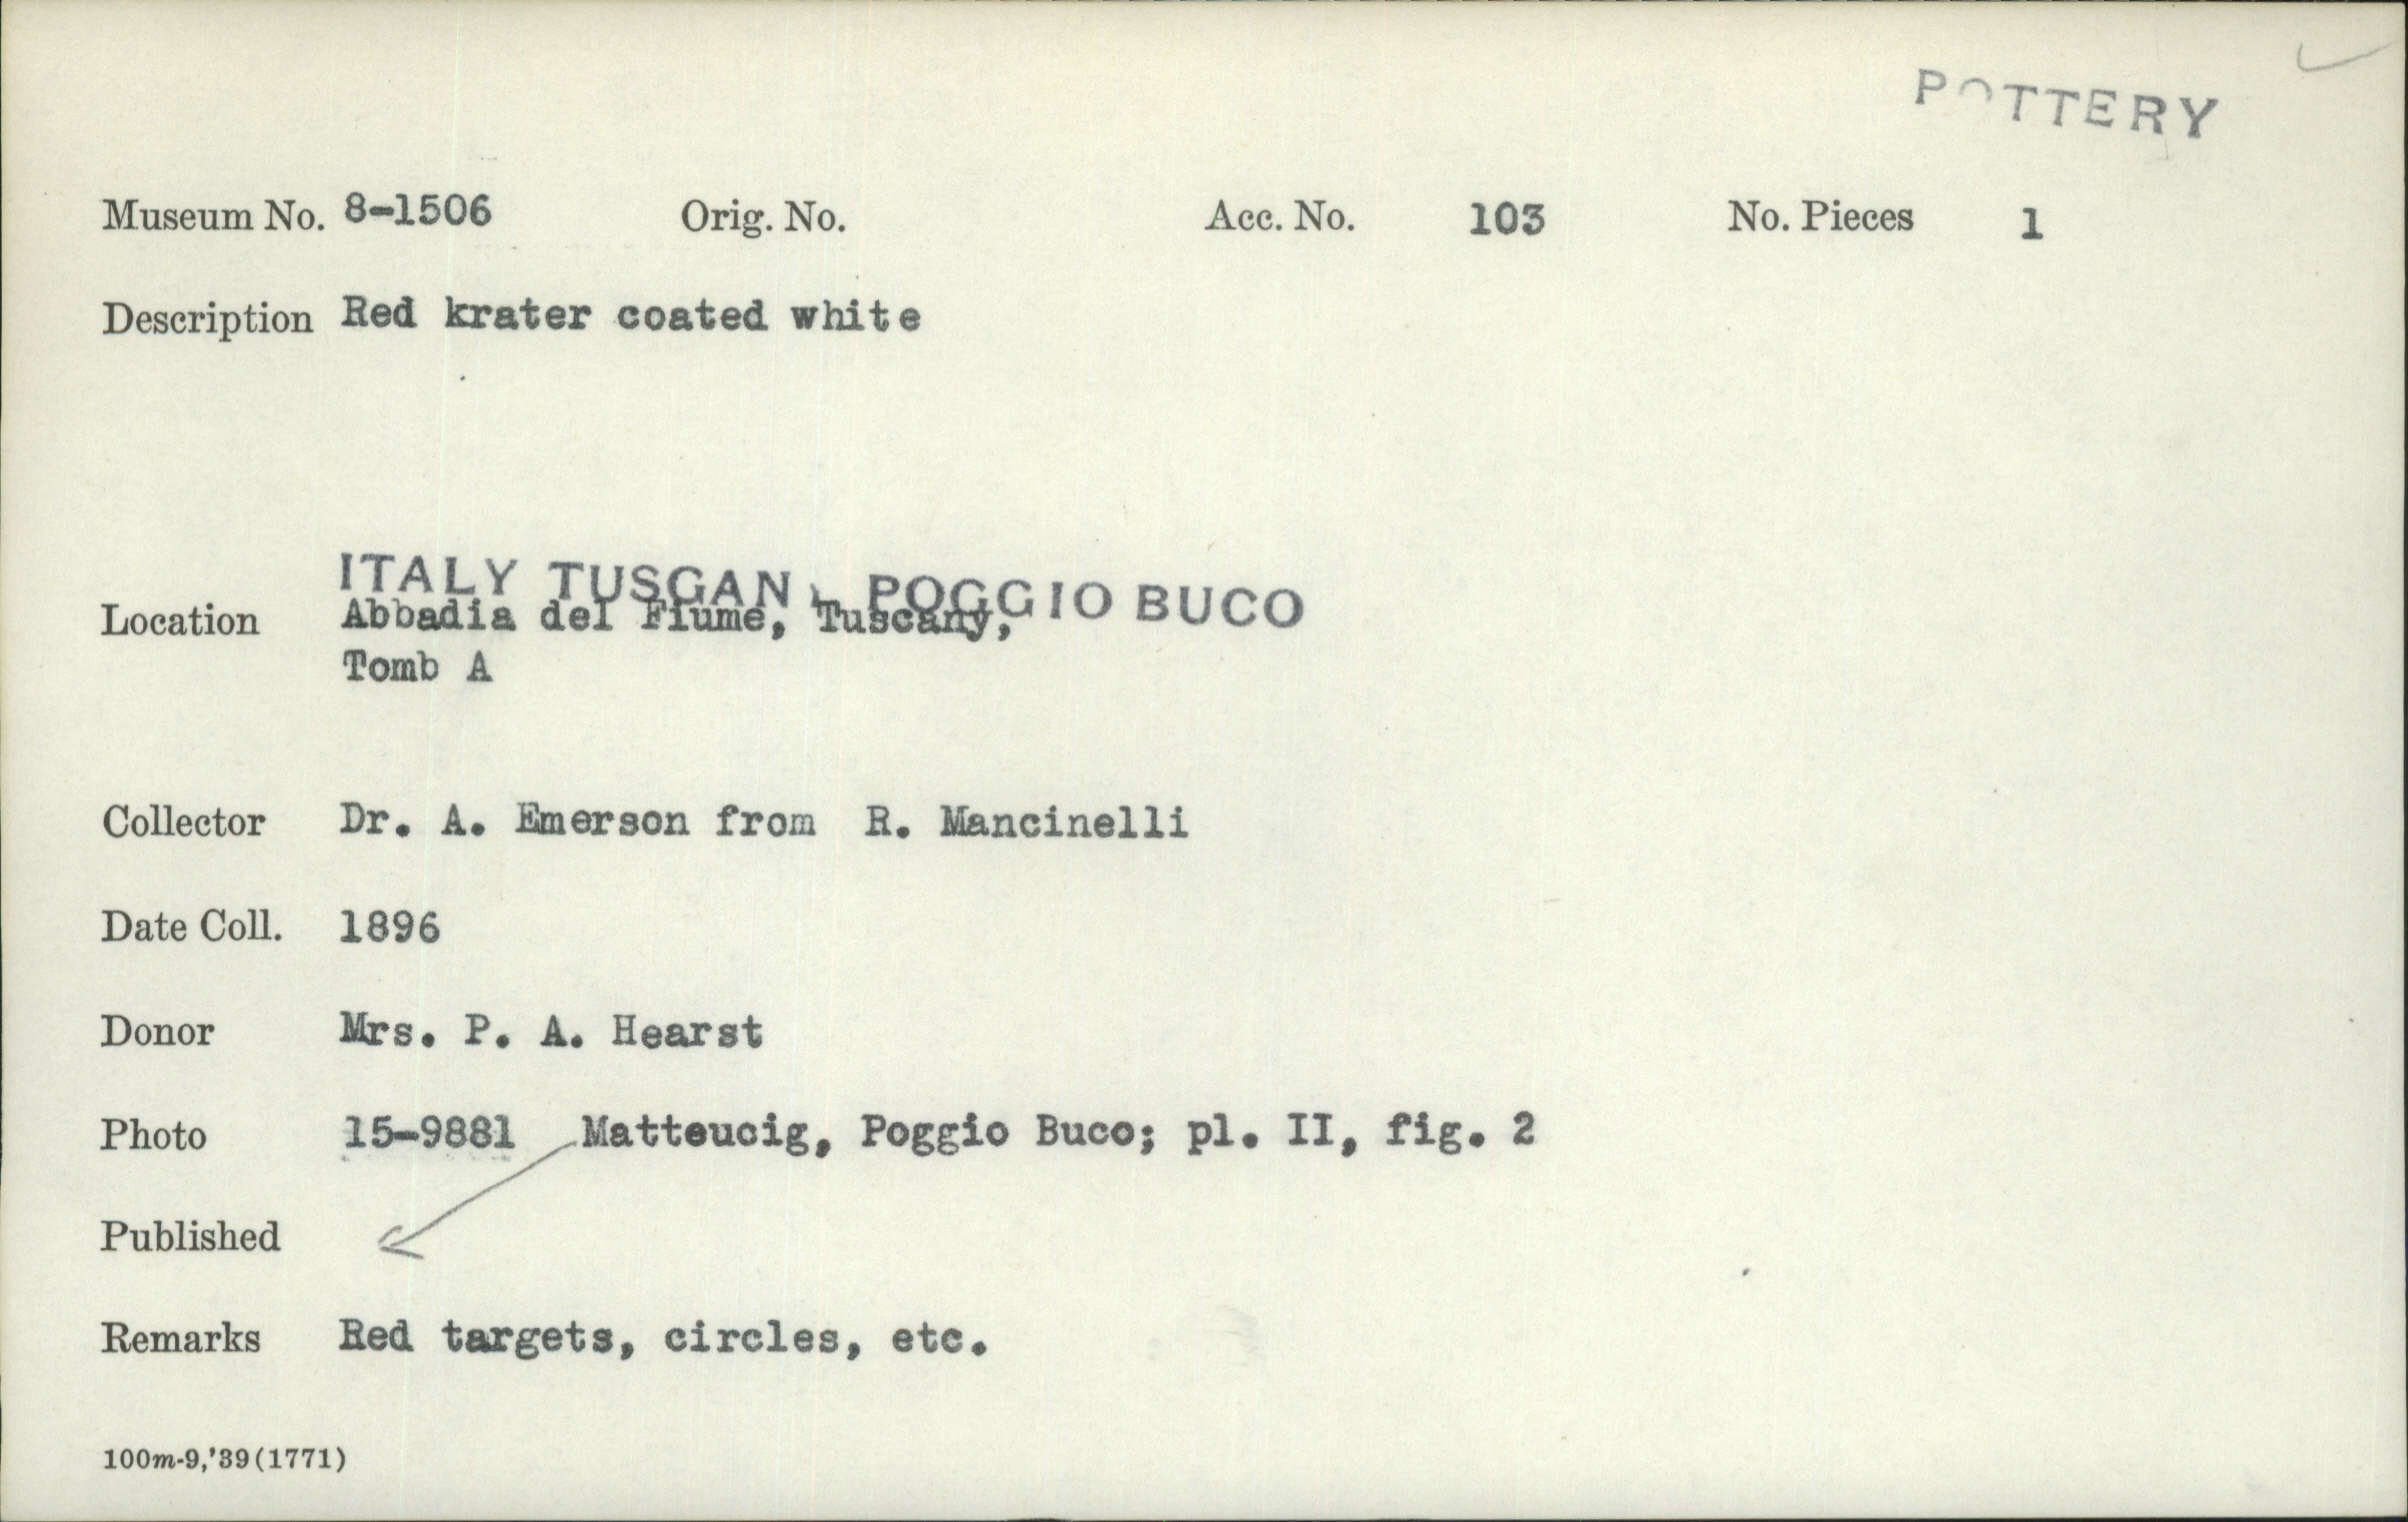 POTTERY
Museum No. 8-1506 Orig. No. Acc. No. 103 No. Pieces 1
Description Red krater coated white
ITALY TUSCAN POGGIO BUCO
Location Abbadia del Fiume, Tuscany,
Tomb A
Collector Dr. A. Emerson from R. Mancinelli
Date Coll. 1896
Donor Mrs. P. A. Hearst
Photo 15-9881 Matteucig, Poggio Buco; pl. II, fig. 2
Published
Remarks Red targets, circles, etc.
100m-9,'39(1771)